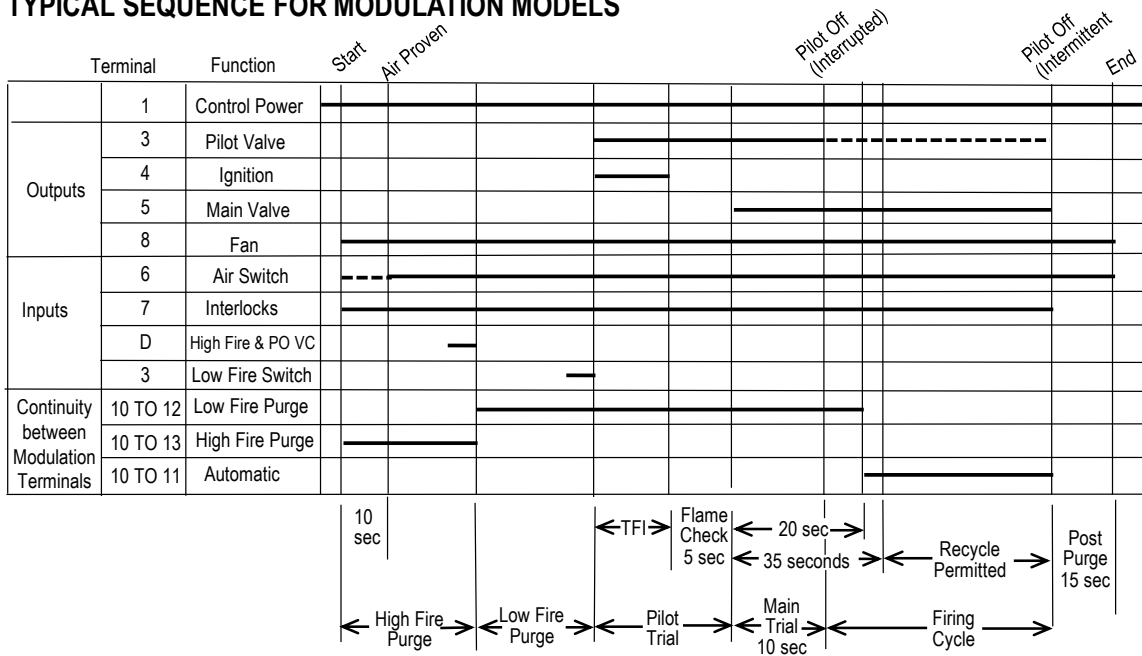 TYPICAL SEQUENCE FOR MODULATION MODELS
Terminal Function Start Air Proven Pilot Off (Interrupted) Pilot Off (Intermittent End
1 Control Power
Outputs
3 Pilot Valve
4 Ignition
5 Main Valve
8 Fan
Inputs
6 Air Switch
7 Interlocks
D High Fire & PO VC
3 Low Fire Switch
Continuity
between
Modulation
Terminals
10 TO 12 Low Fire Purge
10 TO 13 High Fire Purge
10 TO 11 Automatic
10
sec
TFI
Flame
Check
5 sec
20 sec
35 seconds
Recycle
Permitted
Post
Purge
15 sec
High Fire
Purge
Low Fire
Purge
Pilot
Trial
Main
Trial
10 sec
Firing
Cycle